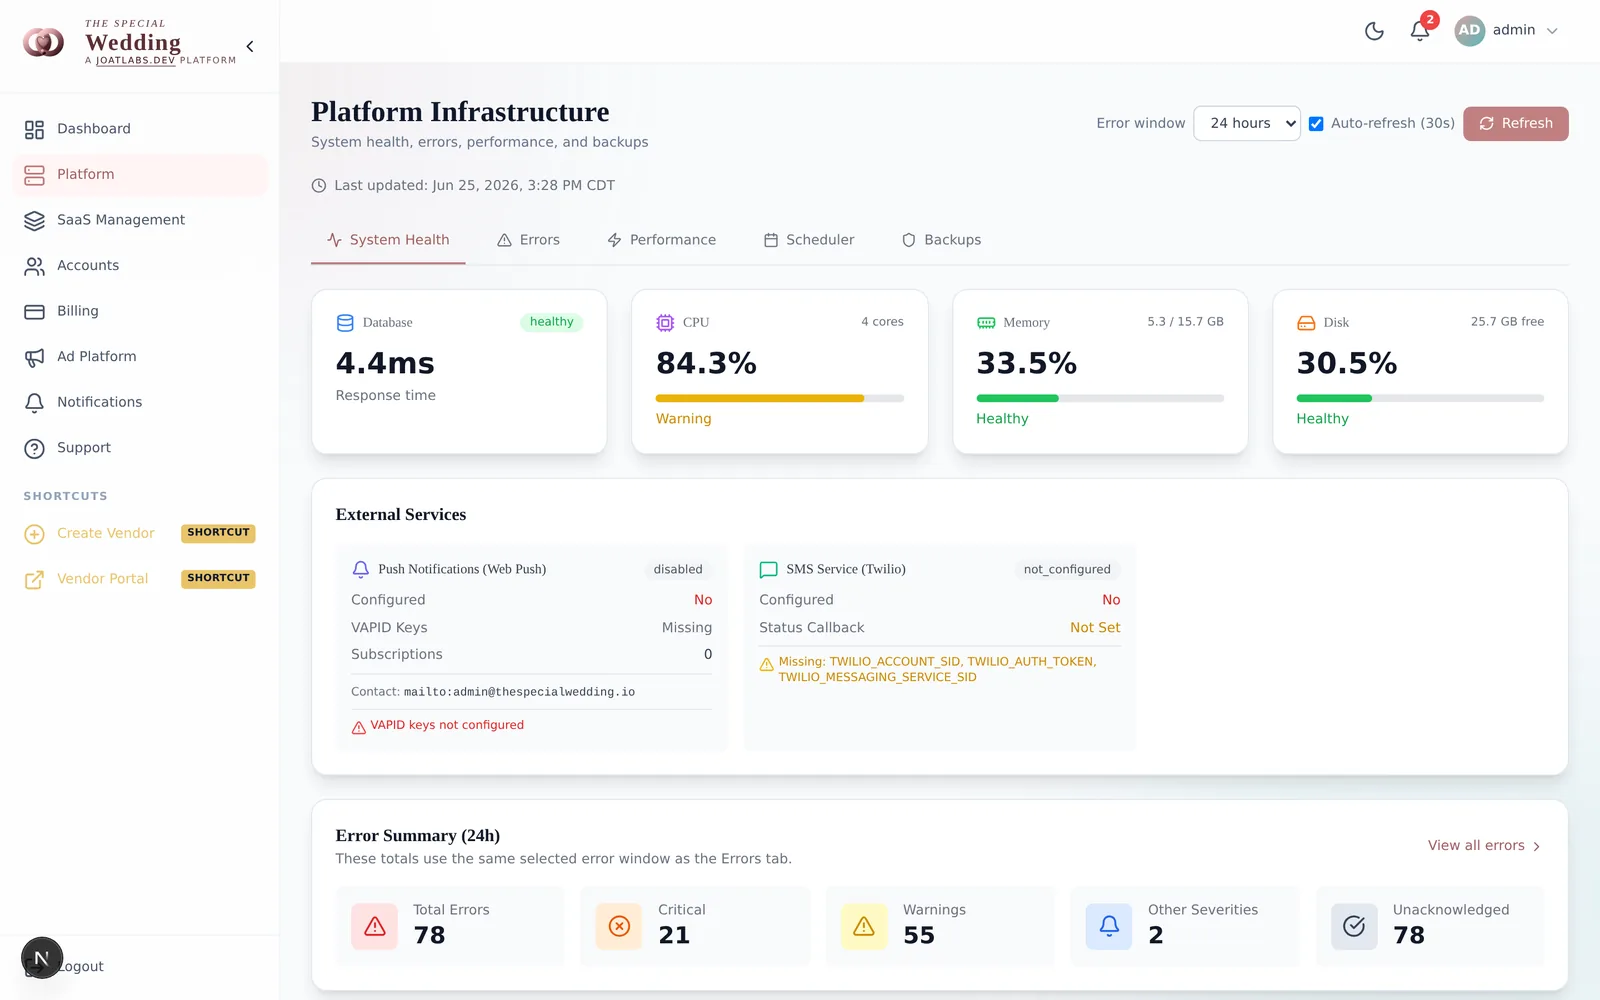 THE SPECIAL
Wedding
A JOATLABS.DEV PLATFORM
Dashboard
Platform
SaaS Management
Accounts
Billing
Ad Platform
Notifications
Support
SHORTCUTS
Create Vendor SHORTCUT
Vendor Portal SHORTCUT
N
Logout
2
AD admin
Platform Infrastructure
System health, errors, performance, and backups
Error window 24 hours Auto-refresh (30s) Refresh
Last updated: Jun 25, 2026, 3:28 PM CDT
System Health Errors Performance Scheduler Backups
Database healthy
4.4ms
Response time
CPU 4 cores
84.3%
Warning
Memory 5.3 / 15.7 GB
33.5%
Healthy
Disk 25.7 GB free
30.5%
Healthy
External Services
Push Notifications (Web Push) disabled
Configured No
VAPID Keys Missing
Subscriptions 0
Contact: mailto:admin@thespecialwedding.io
VAPID keys not configured
SMS Service (Twilio) not_configured
Configured No
Status Callback Not Set
Missing: TWILIO_ACCOUNT_SID, TWILIO_AUTH_TOKEN,
TWILIO_MESSAGING_SERVICE_SID
Error Summary (24h)
These totals use the same selected error window as the Errors tab.
View all errors
Total Errors
78
Critical
21
Warnings
55
Other Severities
2
Unacknowledged
78